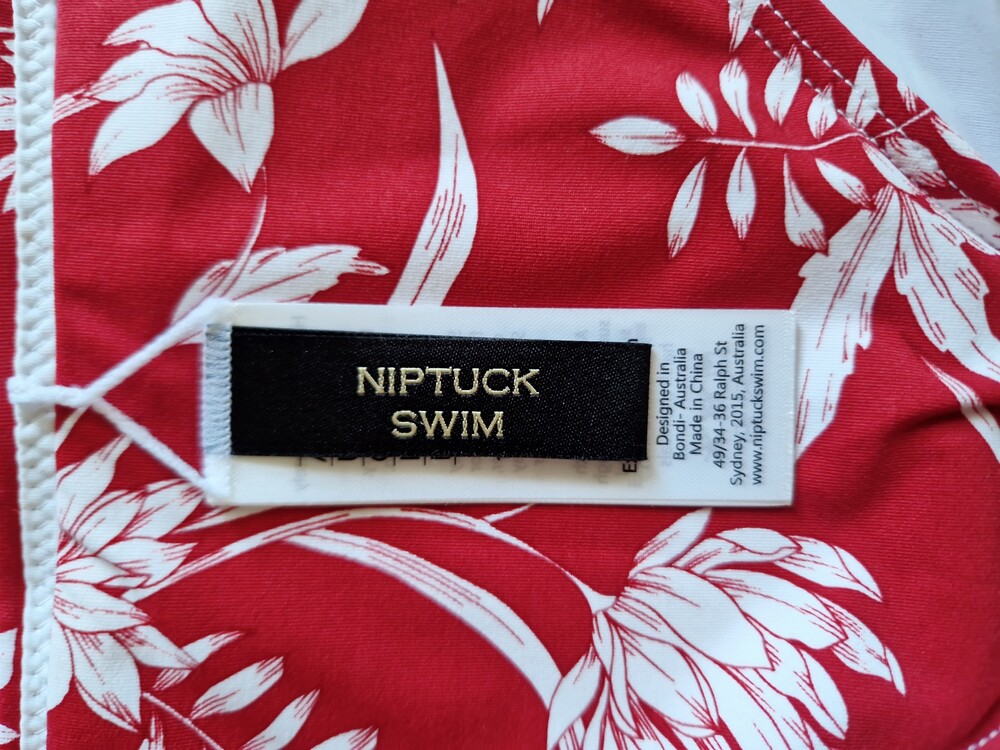 NIPTUCK
SWIM
Designed in
Bondi- Australia
Made in China
49/34-36 Ralph St
Sydney, 2015, Australia
www.niptuckswim.com